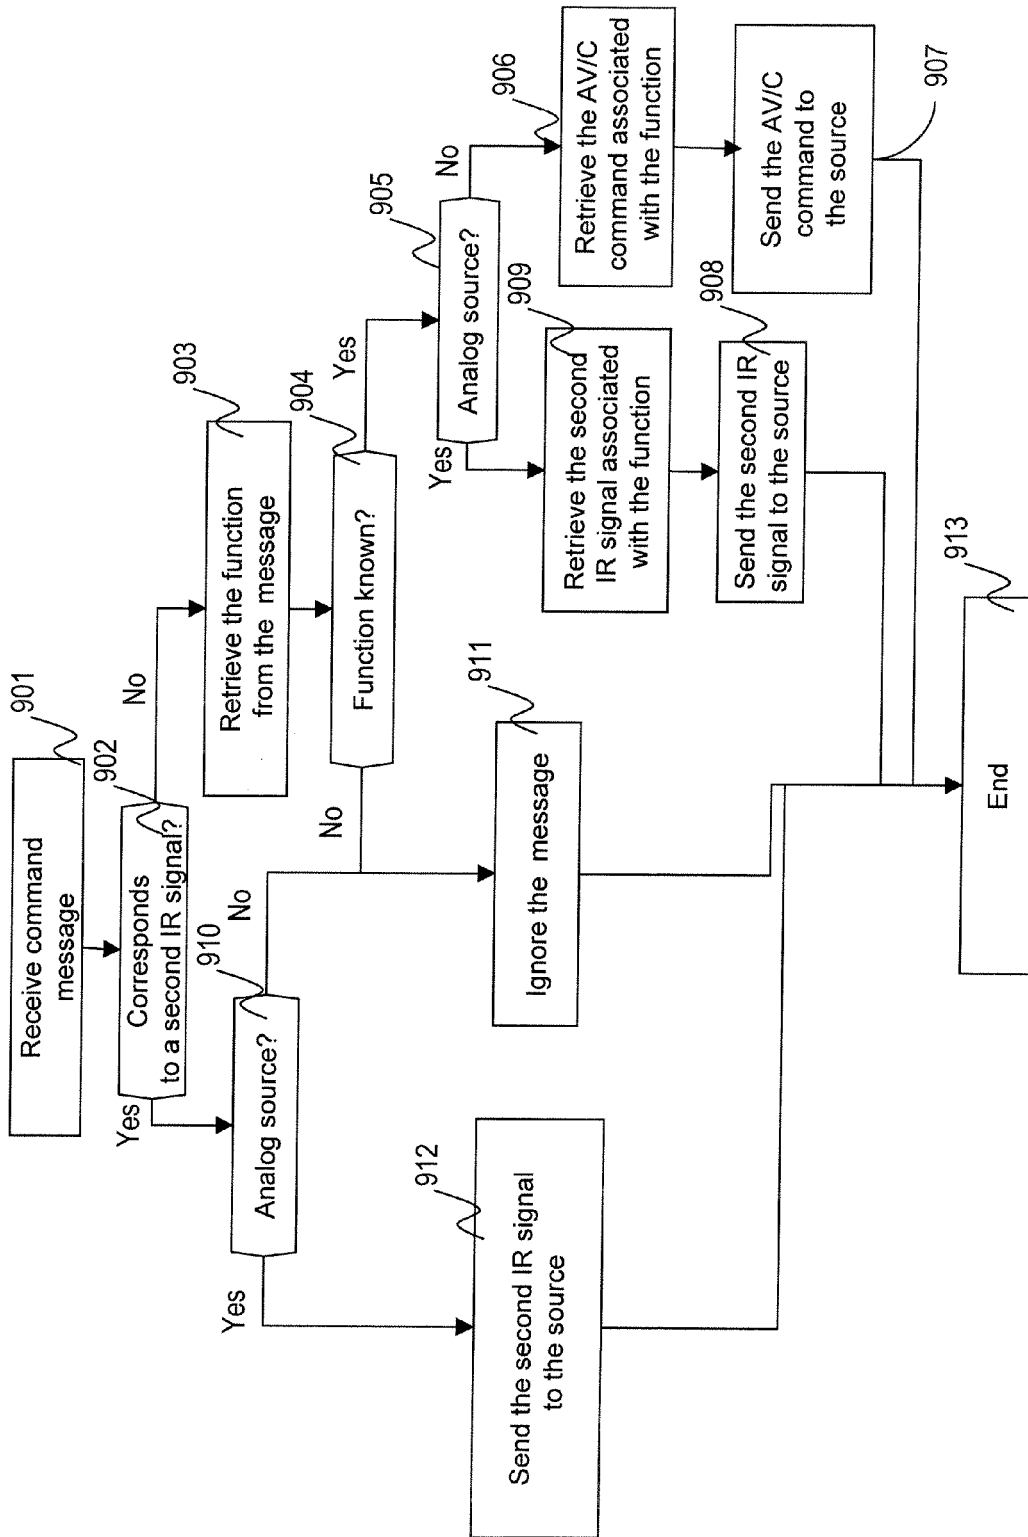 901
Receive command
message
902
Corresponds
to a second IR signal?
Yes
No
910
Analog source?
Yes
No
903
Retrieve the function
from the message
904
Function known?
No
Yes
905
Analog source?
Yes
No
912
Send the second IR signal
to the source
911
Ignore the message
909
Retrieve the second
IR signal associated
with the function
906
Retrieve the AV/C
command associated
with the function
908
Send the second IR
signal to the source
Send the AV/C
command to
the source
907
913
End